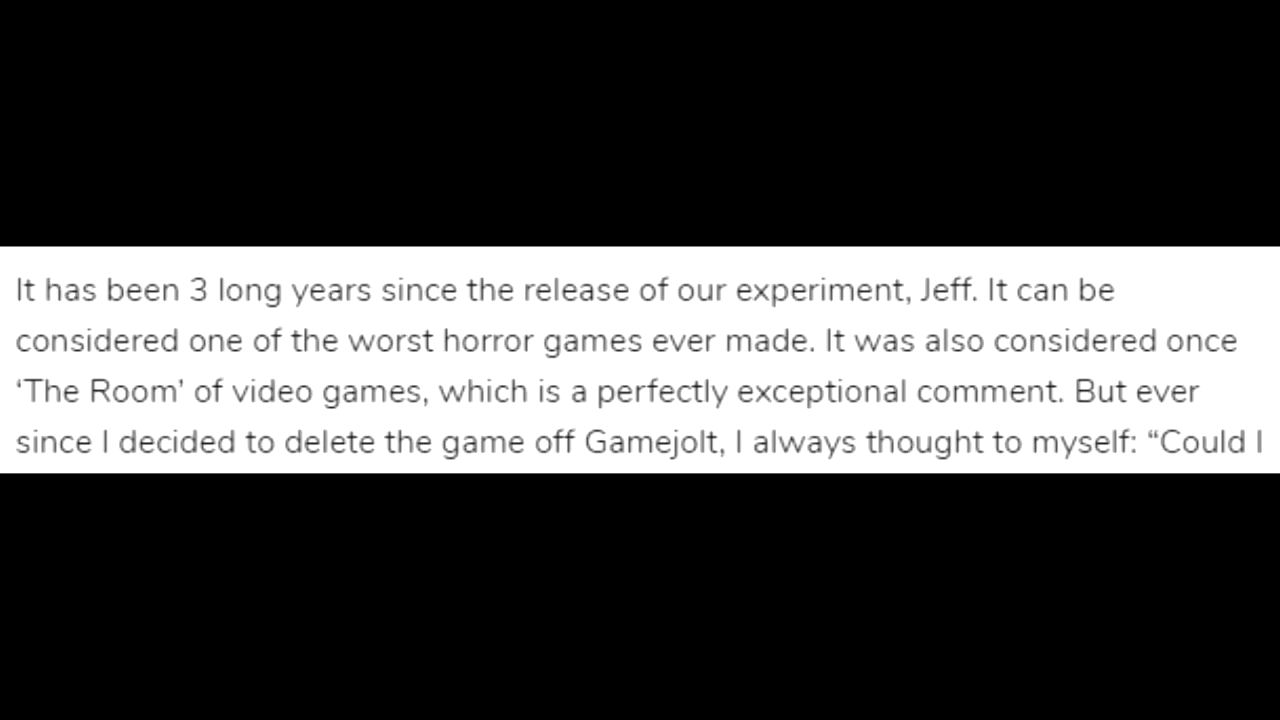 It has been 3 long years since the release of our experiment, Jeff. It can be
considered one of the worst horror games ever made. It was also considered once
‘The Room’ of video games, which is a perfectly exceptional comment. But ever
since I decided to delete the game off Gamejolt, I always thought to myself: “Could I